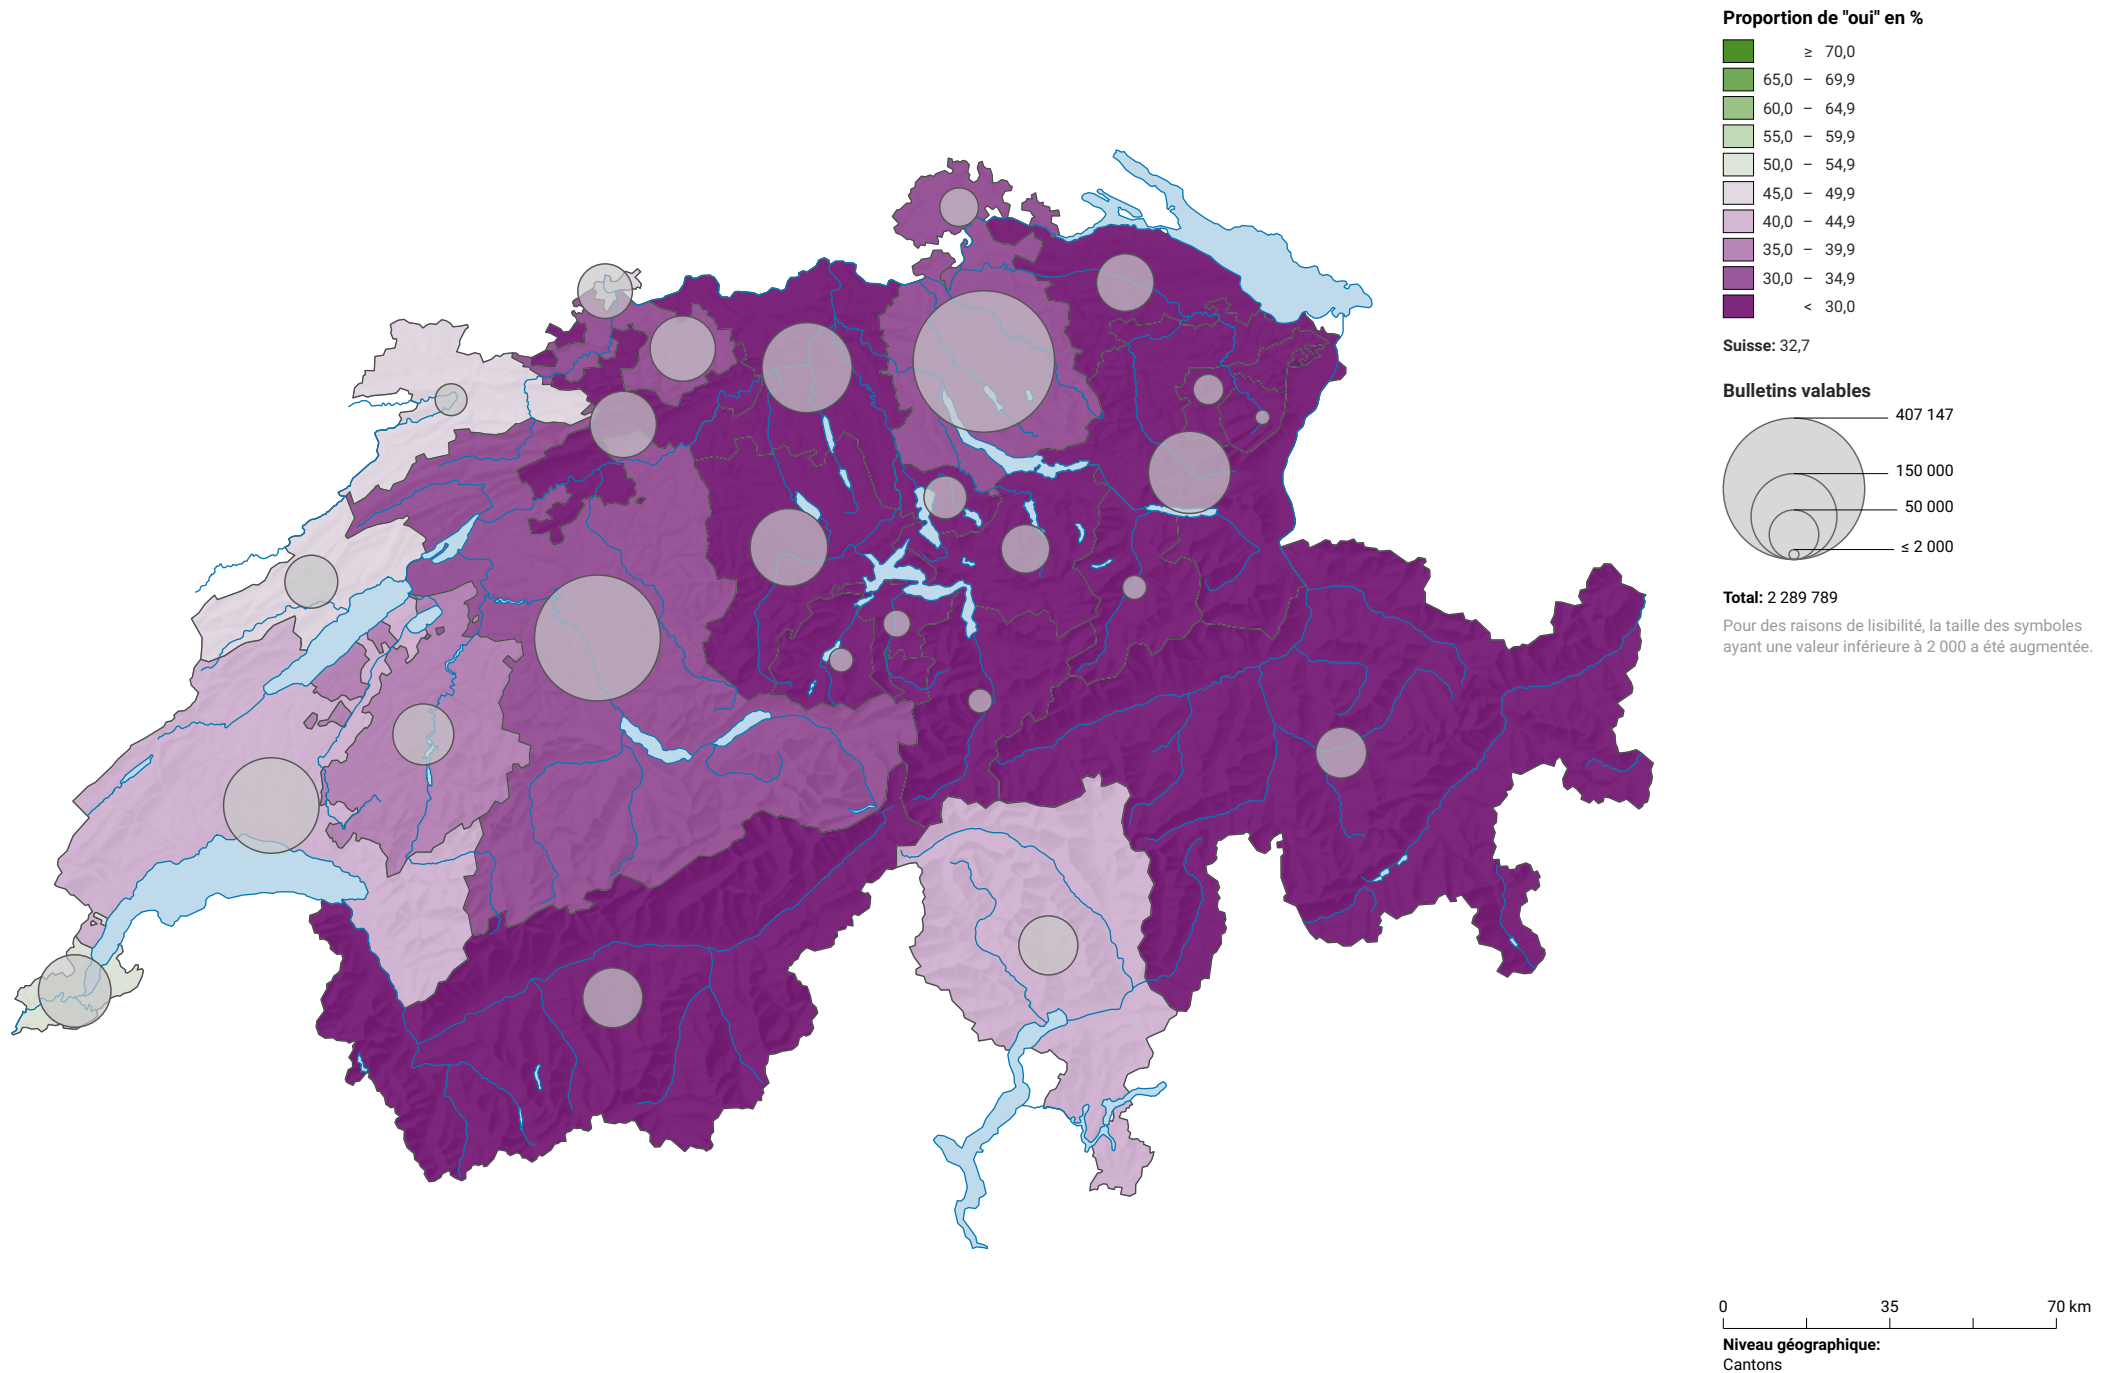 Proportion de "oui" en %
≥ 70,0
65,0 – 69,9
60,0 – 64,9
55,0 – 59,9
50,0 – 54,9
45,0 – 49,9
40,0 – 44,9
35,0 – 39,9
30,0 – 34,9
< 30,0
Suisse: 32,7
Bulletins valables
407 147
150 000
50 000
≤ 2 000
Total: 2 289 789
Pour des raisons de lisibilité, la taille des symboles
ayant une valeur inférieure à 2 000 a été augmentée.
0 35 70 km
Niveau géographique:
Cantons